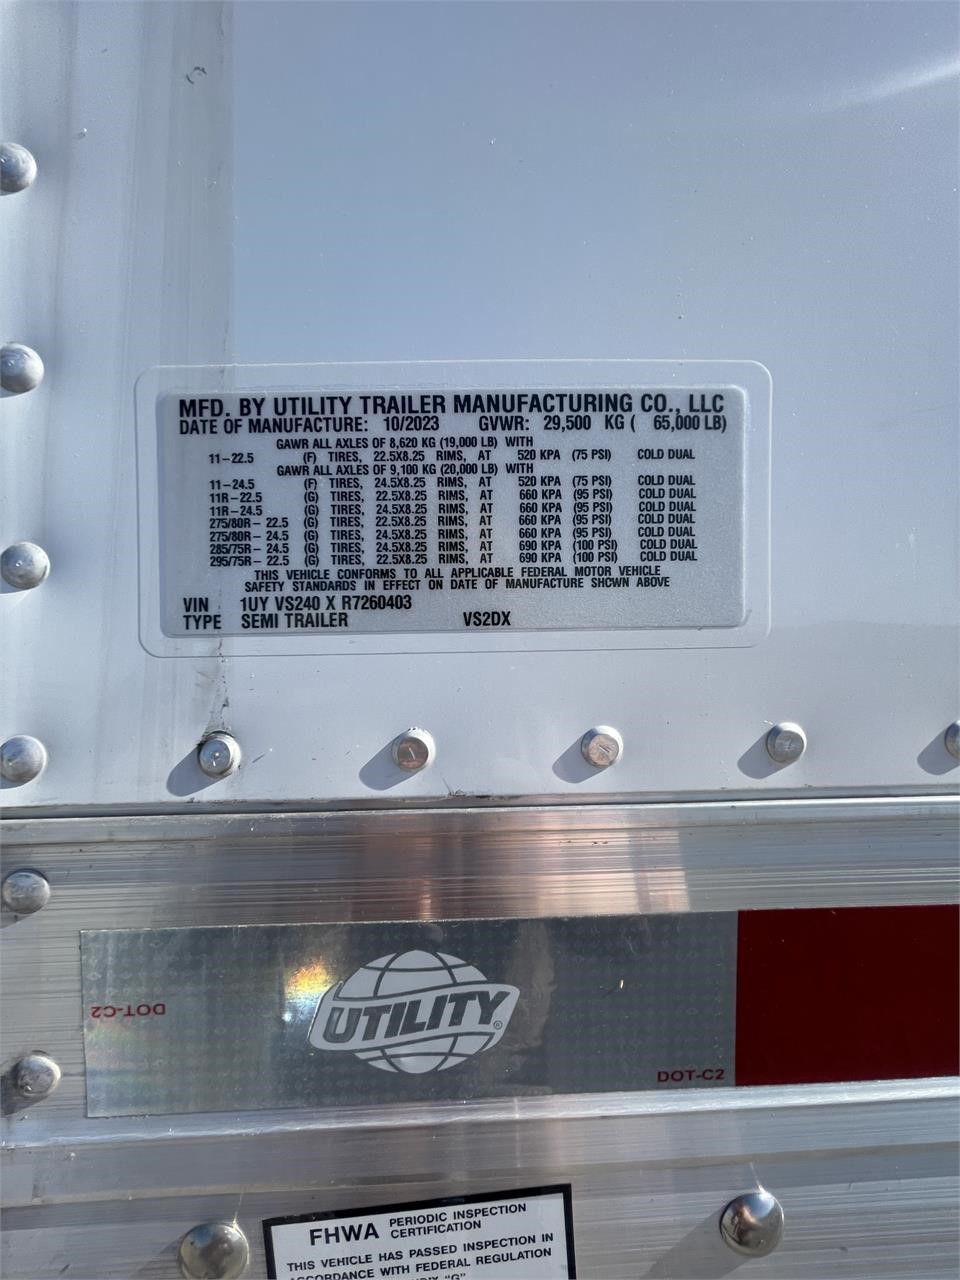 MFD. BY UTILITY TRAILER MANUFACTURING CO., LLC
DATE OF MANUFACTURE: 10/2023 GVWR: 29,500 KG ( 65,000 LB)
GAWR ALL AXLES OF 8,620 KG (19,000 LB) WITH
11-22.5 (F) TIRES, 22.5X8.25 RIMS, AT 520 KPA (75 PSI) COLD DUAL
GAWR ALL AXLES OF 9,100 KG (20,000 LB) WITH
11-24.5 (F) TIRES, 24.5X8.25 RIMS, AT 520 KPA (75 PSI) COLD DUAL
11R-22.5 (G) TIRES, 22.5X8.25 RIMS, AT 660 KPA (95 PSI) COLD DUAL
11R-24.5 (G) TIRES, 24.5X8.25 RIMS, AT 660 KPA (95 PSI) COLD DUAL
275/80R- 22.5 (G) TIRES, 22.5X8.25 RIMS, AT 660 KPA (95 PSI) COLD DUAL
275/80R- 24.5 (G) TIRES, 24.5X8.25 RIMS, AT 660 KPA (95 PSI) COLD DUAL
285/75R- 24.5 (G) TIRES, 24.5X8.25 RIMS, AT 690 KPA (100 PSI) COLD DUAL
295/75R- 22.5 (G) TIRES, 22.5X8.25 RIMS, AT 690 KPA (100 PSI) COLD DUAL
THIS VEHICLE CONFORMS TO ALL APPLICABLE FEDERAL MOTOR VEHICLE
SAFETY STANDARDS IN EFFECT ON DATE OF MANUFACTURE SHOWN ABOVE
VIN 1UY VS240 X R7260403
TYPE SEMI TRAILER VS2DX
DOT-C2
UTILITY®
DOT-C2
FHWA PERIODIC INSPECTION
CERTIFICATION
THIS VEHICLE HAS PASSED INSPECTION IN
ACCORDANCE WITH FEDERAL REGULATION
"G"